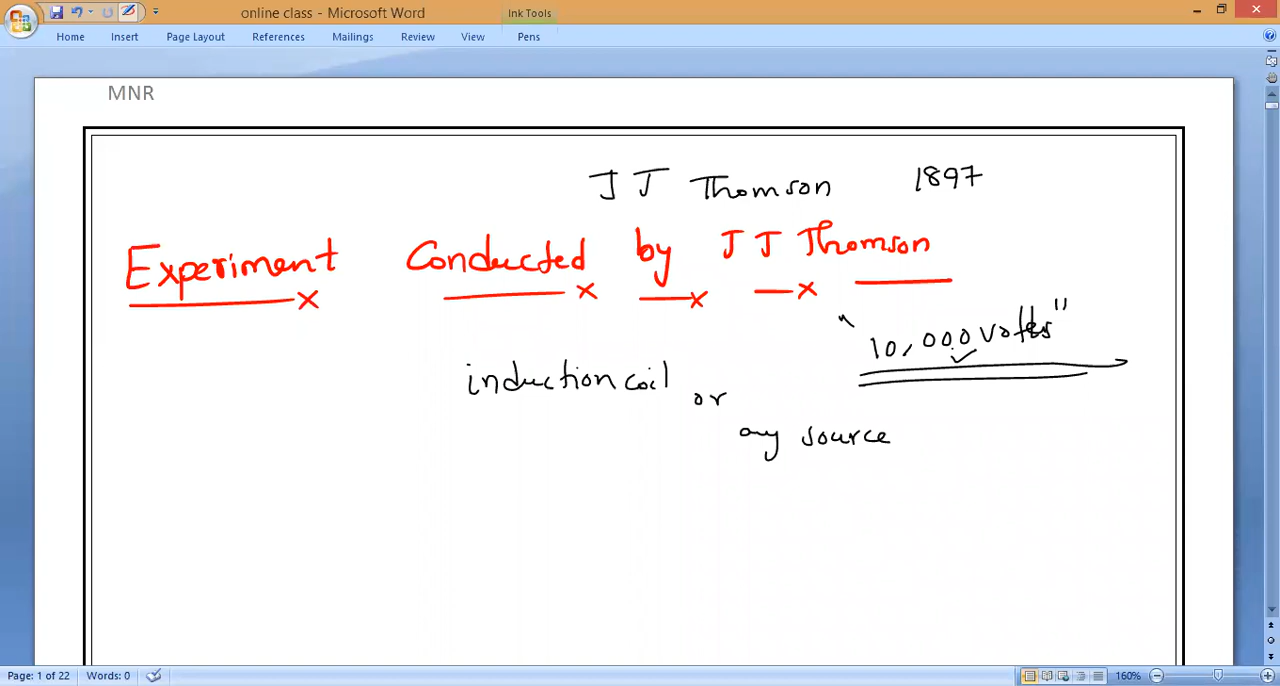 online class - Microsoft Word
Ink Tools
Home Insert Page Layout References Mailings Review View Pens
MNR
J J Thomson 1897
Experiment Conducted by J J Thomson
"10,000 volts"
induction coil or
any source
Page: 1 of 22 Words: 0 160%